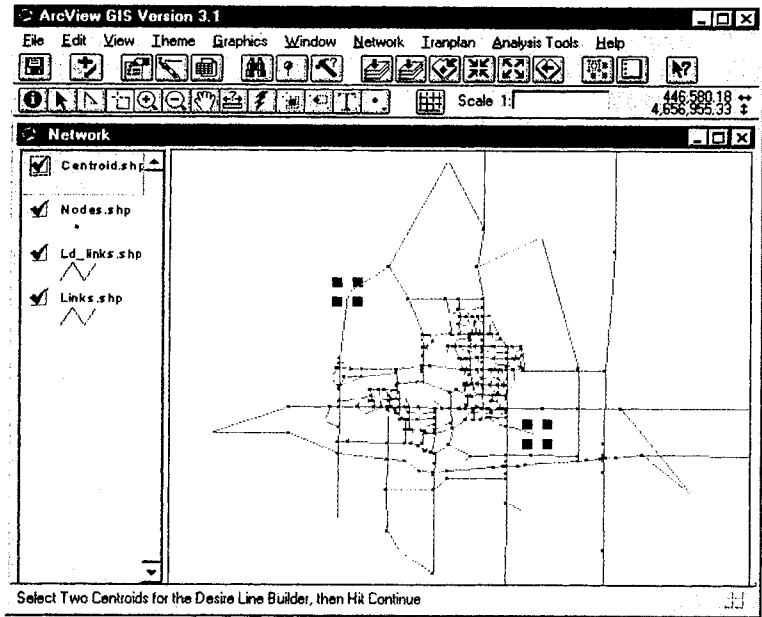 ArcView GIS Version 3.1
File Edit View Theme Graphics Window Network Tranplan Analysis Tools Help
Scale 1:
446,580.18
4,656,955.33
Network
Centroid.shp
Nodes.shp
Ld_links.shp
Links.shp
Select Two Centroids for the Desire Line Builder, then Hit Continue